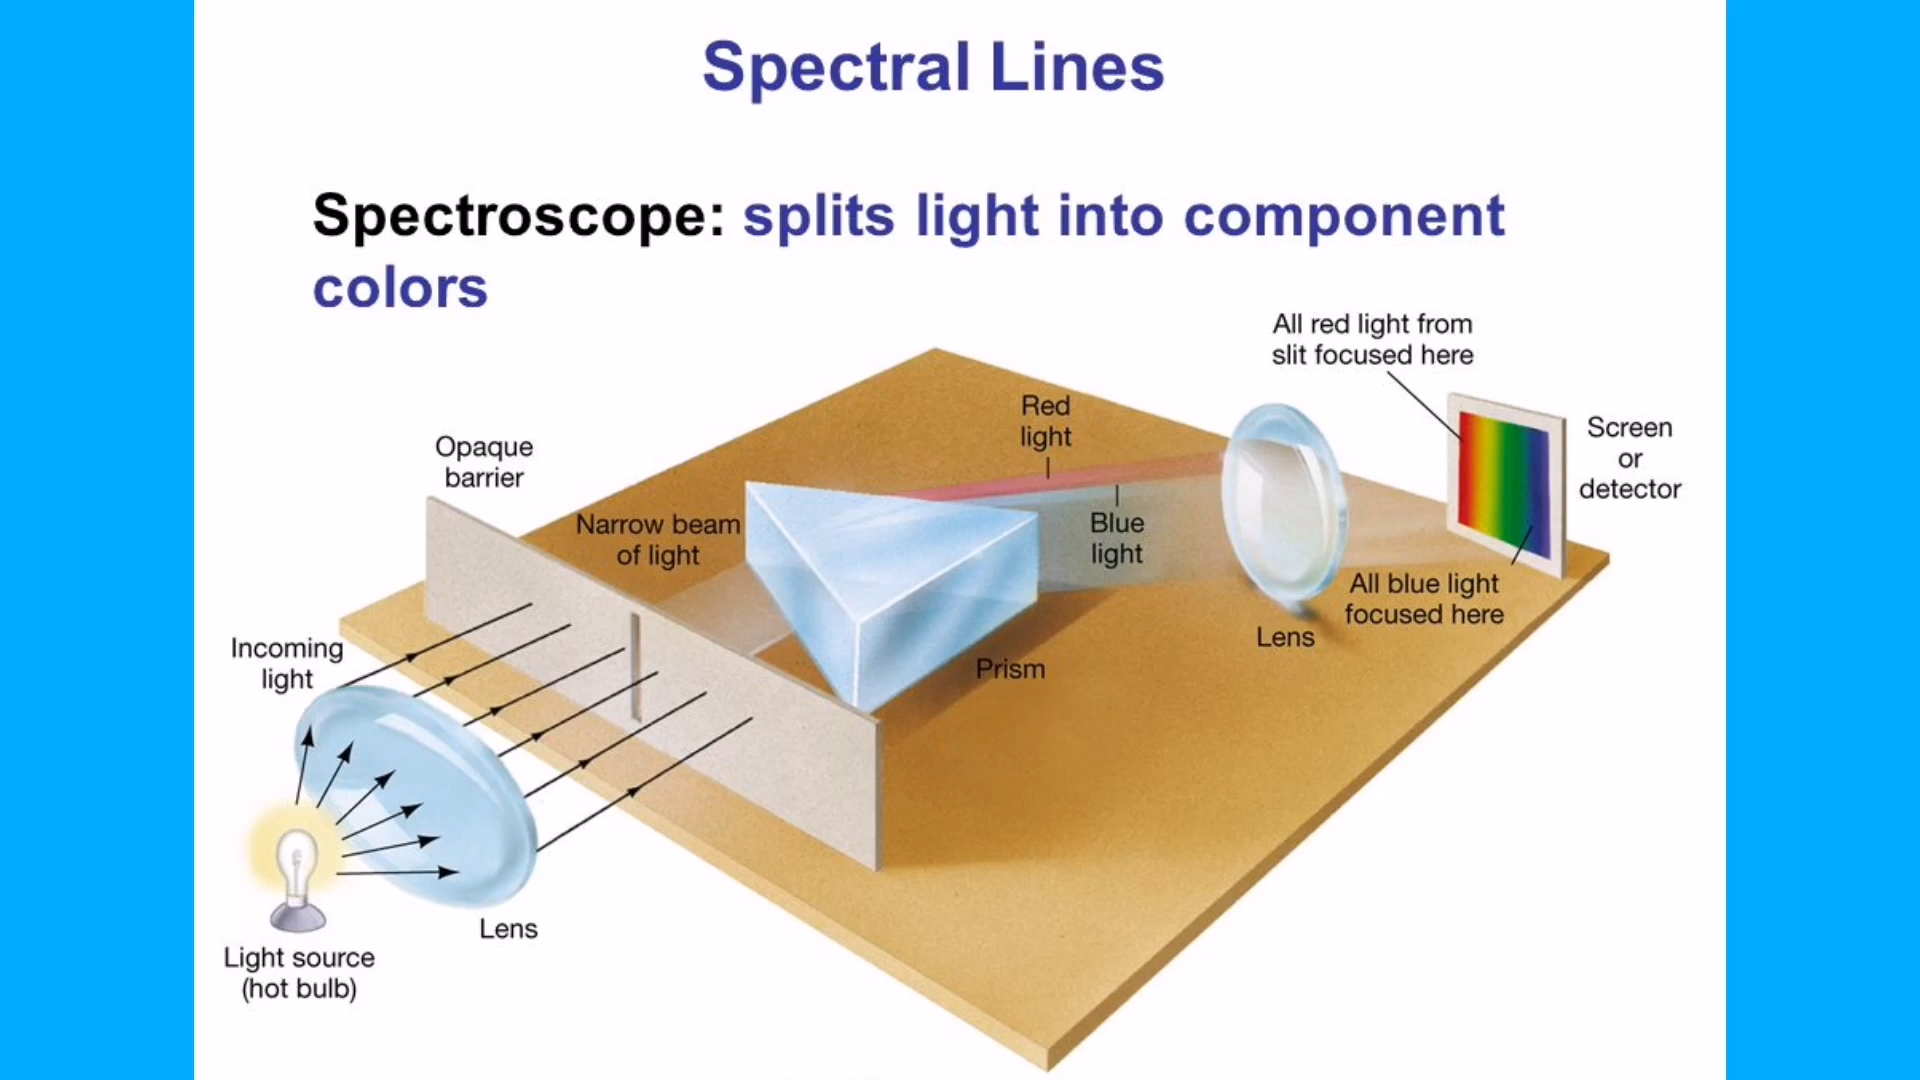 Spectral Lines
Spectroscope: splits light into component
colors
All red light from
slit focused here
Red
light
Screen
or
detector
Opaque
barrier
Narrow beam
of light
Blue
light
All blue light
focused here
Lens
Incoming
light
Prism
Lens
Light source
(hot bulb)